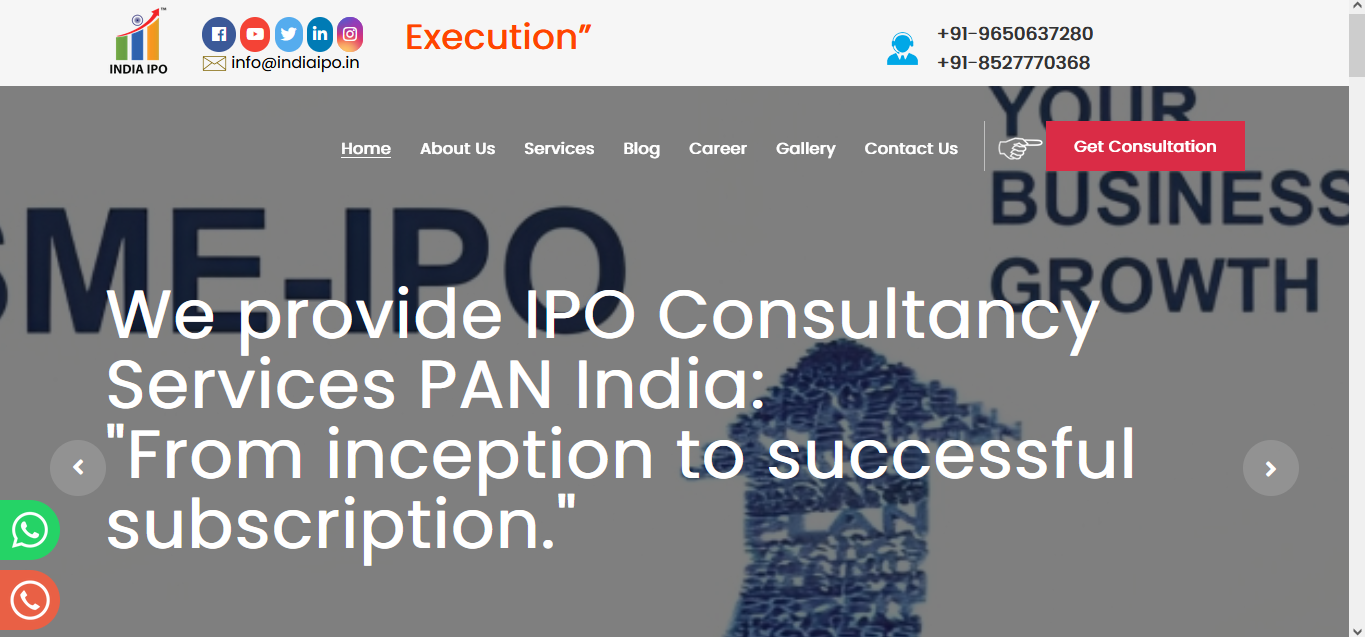 ™
INDIA IPO
info@indiaipo.in
Execution”
+91-9650637280
+91-8527770368
Home About Us Services Blog Career Gallery Contact Us
Get Consultation
YOUR
BUSINESS
GROWTH
SME-IPO
We provide IPO Consultancy
Services PAN India:
"From inception to successful
subscription."
PLAN